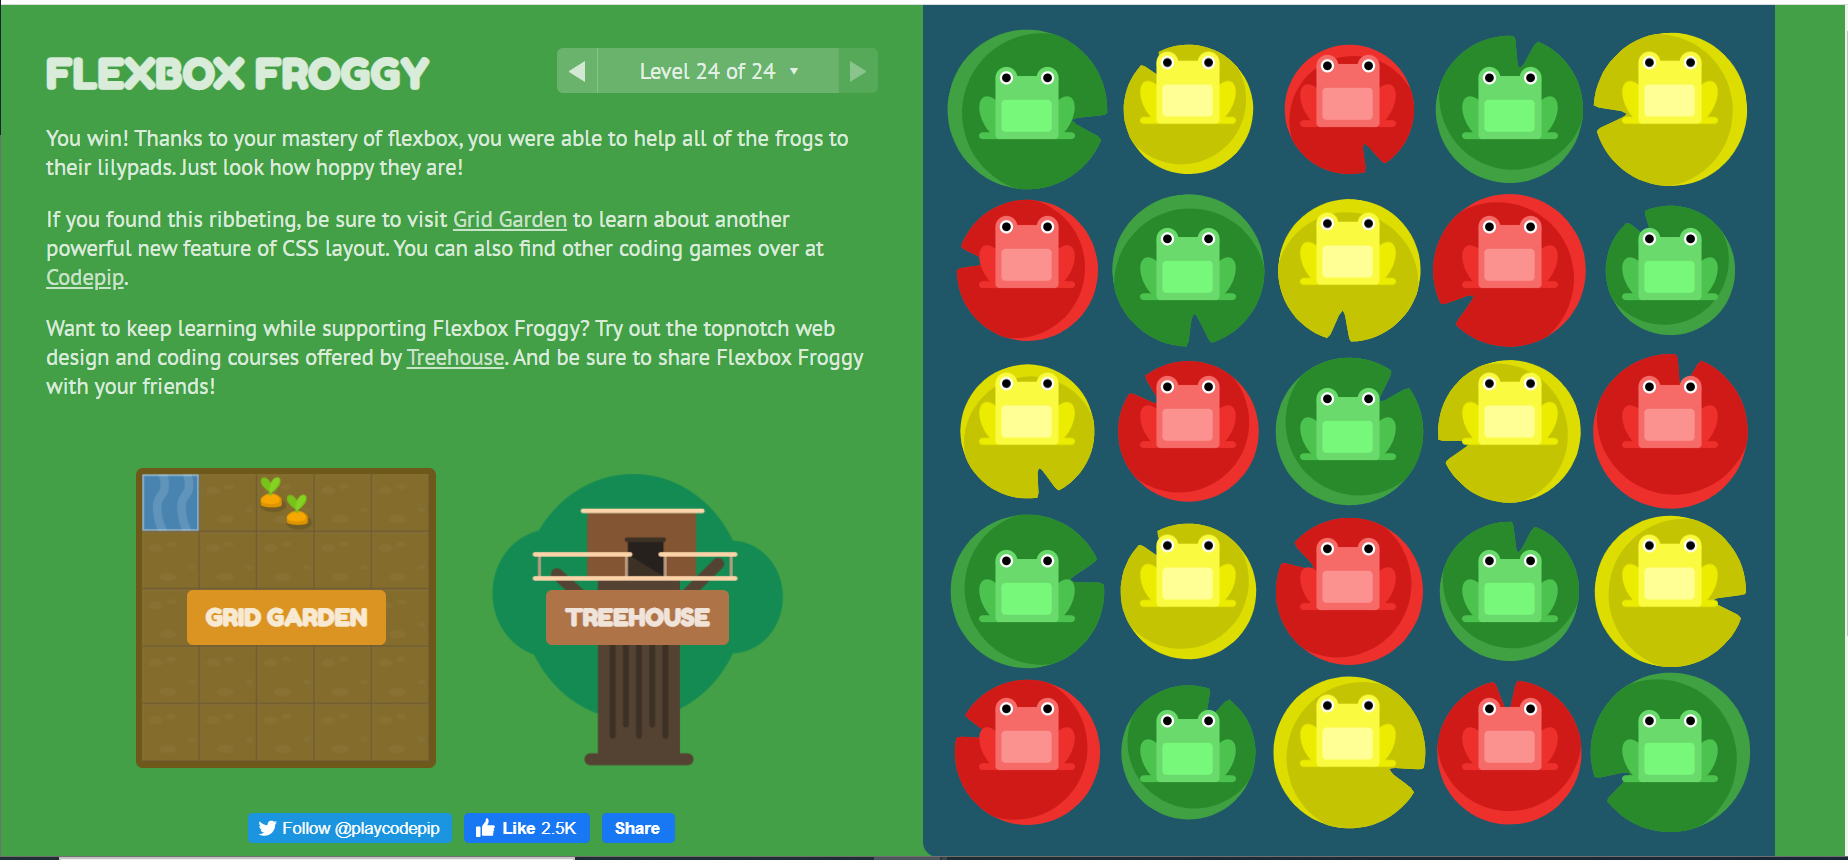 FLEXBOX FROGGY
Level 24 of 24
You win! Thanks to your mastery of flexbox, you were able to help all of the frogs to
their lilypads. Just look how hoppy they are!
If you found this ribbeting, be sure to visit Grid Garden to learn about another
powerful new feature of CSS layout. You can also find other coding games over at
Codepip.
Want to keep learning while supporting Flexbox Froggy? Try out the topnotch web
design and coding courses offered by Treehouse. And be sure to share Flexbox Froggy
with your friends!
GRID GARDEN
TREEHOUSE
Follow @playcodepip
Like 2.5K
Share